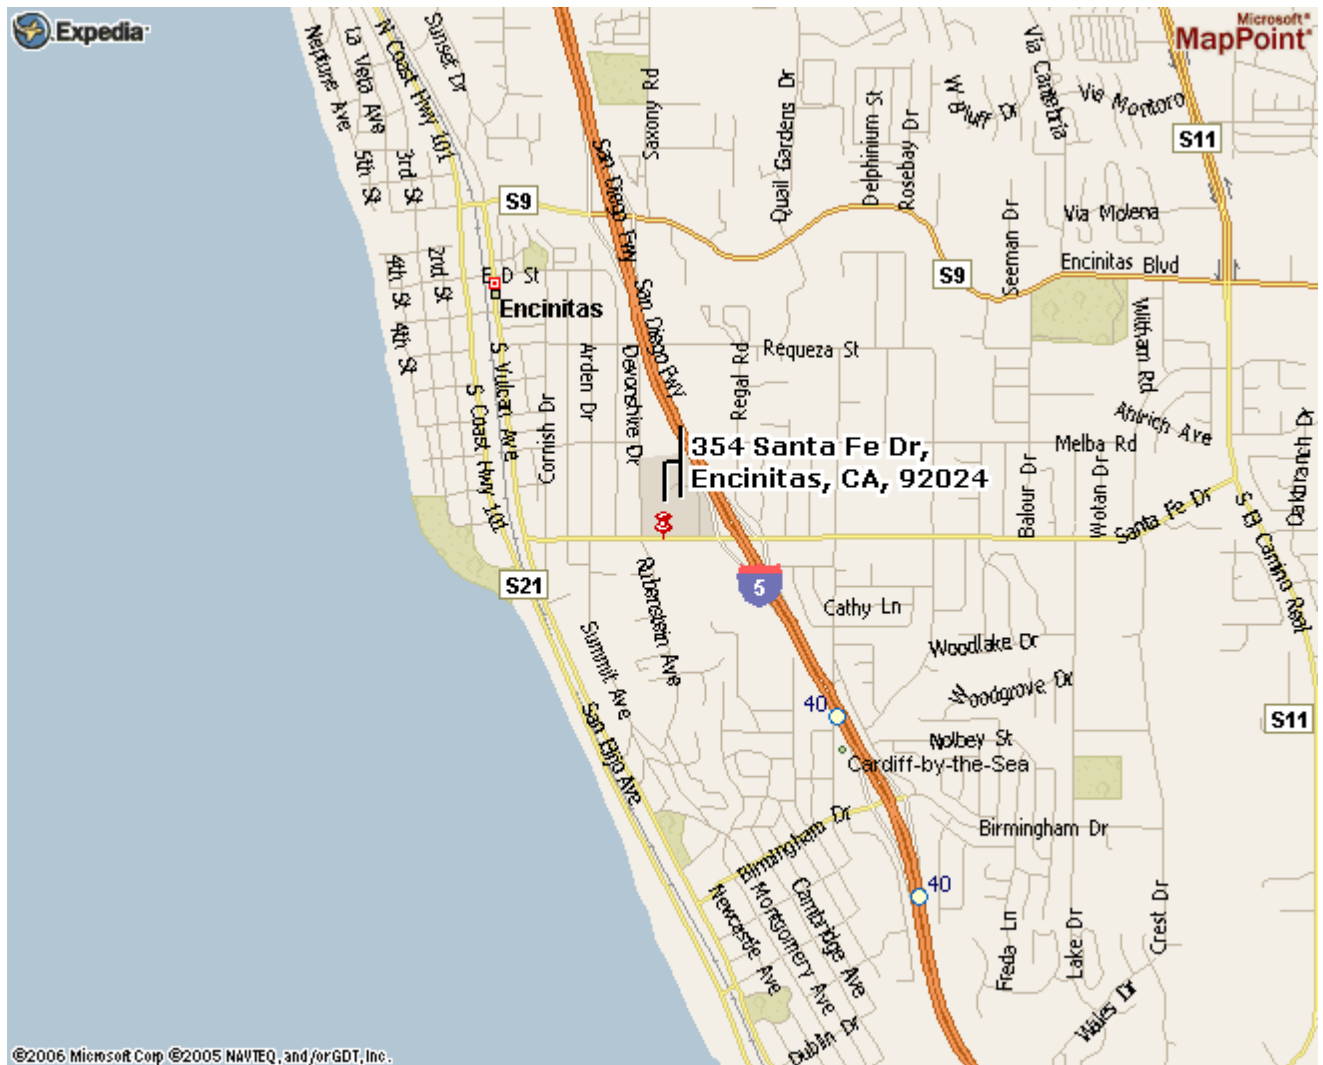 Expedia
Microsoft®
MapPoint®
Neptune Ave
La Veta Ave
N Coast Hwy 101
Sunset Dr
San Diego Fwy
Saxony Rd
Quail Gardens Dr
Delphinium St
Rosebay Dr
W Bluff Dr
Via Cantebria
Via Montoro
S11
5th St
3rd St
S9
Via Molena
Seeman Dr
4th St
2nd St
E D St
Encinitas
San Diego Fwy
S9
Encinitas Blvd
4th St
S Vulcan Ave
Arden Dr
Devonshire Dr
Regal Rd
Requeza St
Witham Rd
S Coast Hwy 101
Cornish Dr
Ahlrich Ave
Melba Rd
Oakbranch Dr
354 Santa Fe Dr,
Encinitas, CA, 92024
Balour Dr
Wotan Dr
Santa Fe Dr
S El Camino Real
S21
Rubenstein Ave
5
Cathy Ln
Summit Ave
Woodlake Dr
Woodgrove Dr
San Elijo Ave
40
Nolbey St
S11
Cardiff-by-the-Sea
Birmingham Dr
Birmingham Dr
Newcastle Ave
Montgomery Ave
Cambridge Ave
40
Freda Ln
Lake Dr
Crest Dr
Wales Dr
Dublin Dr
©2006 Microsoft Corp ©2005 NAVTEQ, and/or GDT, Inc.